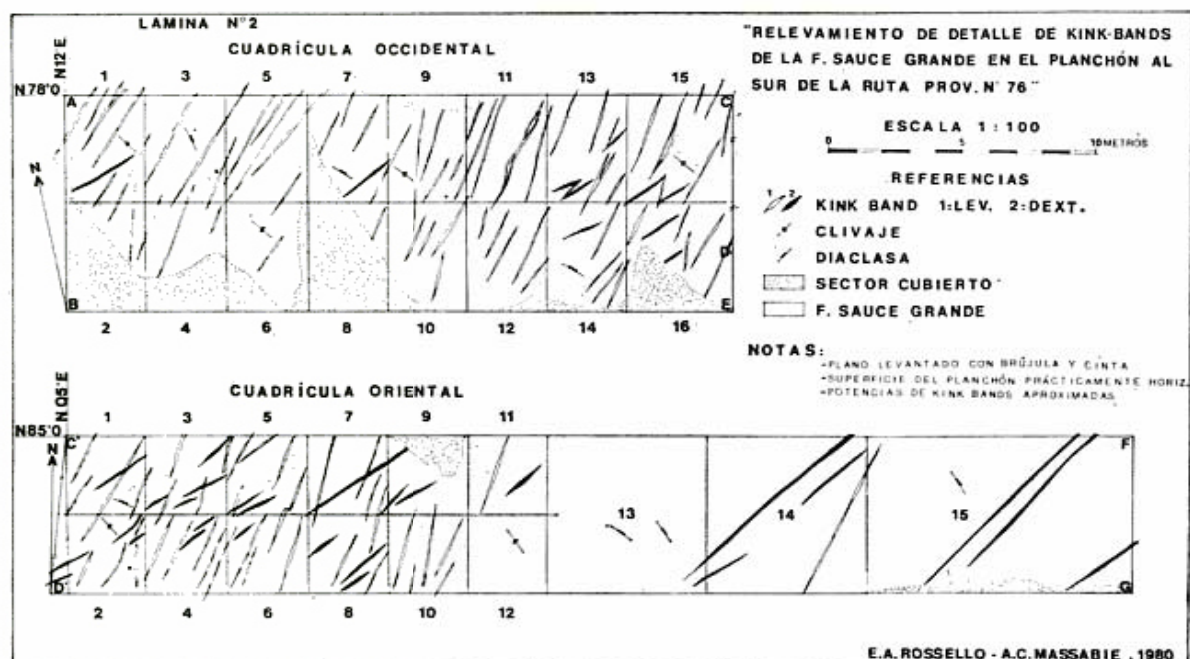 LAMINA N°2
CUADRÍCULA OCCIDENTAL
N12°E
N78°O
1 3 5 7 9 11 13 15
A
C
N
D
B
E
2 4 6 8 10 12 14 16
"RELEVAMIENTO DE DETALLE DE KINK-BANDS
DE LA F. SAUCE GRANDE EN EL PLANCHÓN AL
SUR DE LA RUTA PROV. N° 76"
ESCALA 1:100
0 5 10 METROS
REFERENCIAS
1 2 KINK BAND 1:LEV. 2:DEXT.
CLIVAJE
DIACLASA
SECTOR CUBIERTO
F. SAUCE GRANDE
NOTAS:
-PLANO LEVANTADO CON BRÚJULA Y CINTA
-SUPERFICIE DEL PLANCHÓN PRÁCTICAMENTE HORIZ.
-POTENCIAS DE KINK BANDS APROXIMADAS
CUADRÍCULA ORIENTAL
N05°E
N85°O
1 3 5 7 9 11
C'
F
N
13 14 15
D'
G
2 4 6 8 10 12
E.A. ROSSELLO - A.C. MASSABIE, 1980